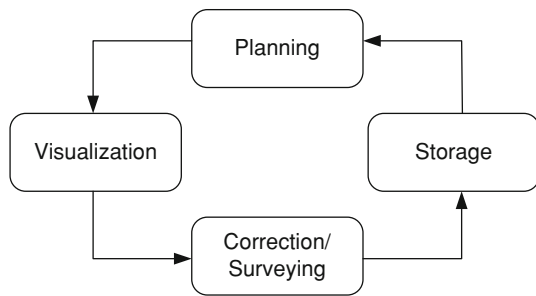 Planning
Visualization
Storage
Correction/
Surveying